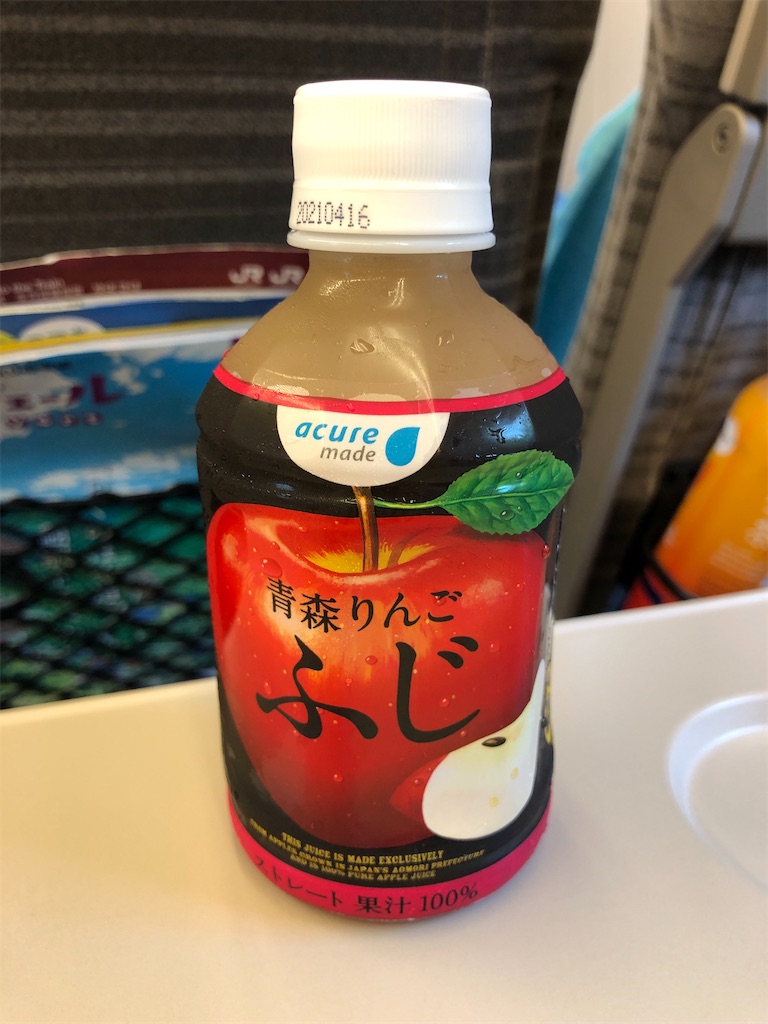 20210416
JR JR
acure
made
青森りんご
ふじ
THIS JUICE IS MADE EXCLUSIVELY
FROM APPLES GROWN IN JAPAN'S AOMORI PREFECTURE
AND IS 100% PURE APPLE JUICE
ストレート 果汁100%